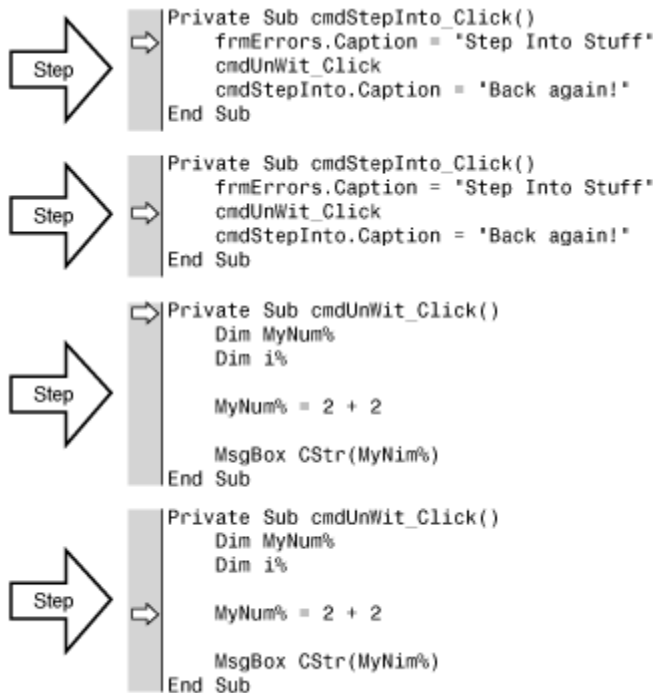 Private Sub cmdStepInto_Click()
Step
frmErrors.Caption = "Step Into Stuff"
cmdUnWit_Click
cmdStepInto.Caption = "Back again!"
End Sub
Private Sub cmdStepInto_Click()
frmErrors.Caption = "Step Into Stuff"
Step
cmdUnWit_Click
cmdStepInto.Caption = "Back again!"
End Sub
Private Sub cmdUnWit_Click()
Dim MyNum%
Dim i%
Step
MyNum% = 2 + 2
MsgBox CStr(MyNim%)
End Sub
Private Sub cmdUnWit_Click()
Dim MyNum%
Dim i%
Step
MyNum% = 2 + 2
MsgBox CStr(MyNim%)
End Sub